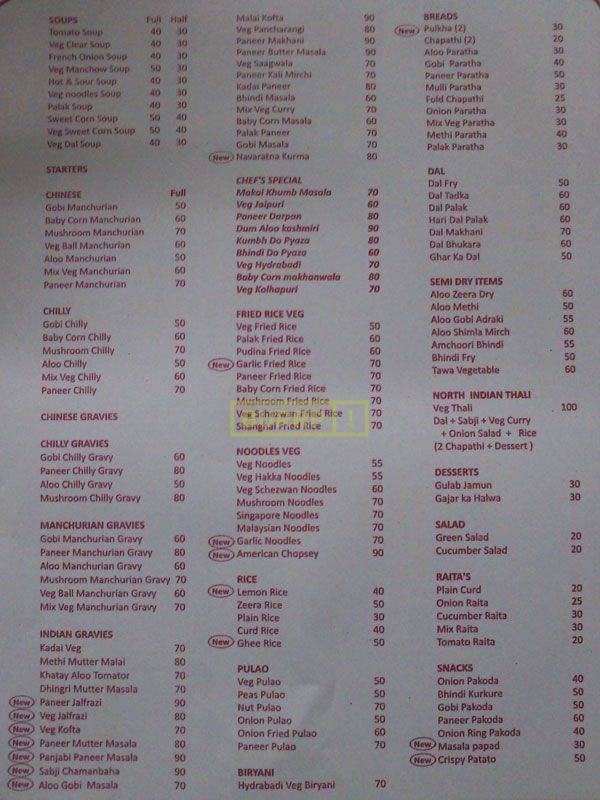 SOUPS Full Half
Tomato Soup 40 30
Veg Clear Soup 40 30
French Onion Soup 40 30
Veg Manchow Soup 50 30
Hot & Sour Soup 40 30
Veg noodles Soup 40 30
Palak Soup 40 30
Sweet Corn Soup 50 40
Veg Sweet Corn Soup 50 40
Veg Dal Soup 40 30
STARTERS
CHINESE Full
Gobi Manchurian 50
Baby Corn Manchurian 60
Mushroom Manchurian 70
Veg Ball Manchurian 60
Aloo Manchurian 50
Mix Veg Manchurian 60
Paneer Manchurian 70
CHILLY
Gobi Chilly 50
Baby Corn Chilly 60
Mushroom Chilly 70
Aloo Chilly 50
Mix Veg Chilly 60
Paneer Chilly 70
CHINESE GRAVIES
CHILLY GRAVIES
Gobi Chilly Gravy 60
Paneer Chilly Gravy 80
Aloo Chilly Gravy 50
Mushroom Chilly Gravy 80
MANCHURIAN GRAVIES
Gobi Manchurian Gravy 60
Paneer Manchurian Gravy 80
Aloo Manchurian Gravy 60
Mushroom Manchurian Gravy 70
Veg Ball Manchurian Gravy 60
Mix Veg Manchurian Gravy 70
INDIAN GRAVIES
Kadai Veg 70
Methi Mutter Malai 80
Khatay Aloo Tomator 70
Dhingri Mutter Masala 70
New Paneer Jalfrazi 90
New Veg Jalfrazi 80
New Veg Kofta 70
New Paneer Mutter Masala 80
New Panjabi Paneer Masala 90
New Sabji Chamanbaha 90
New Aloo Gobi Masala 70
Malai Kofta 90
Veg Pancharangi 80
Paneer Makhani 90
Paneer Butter Masala 90
Veg Saagwala 70
Paneer Kali Mirchi 70
Kadai Paneer 80
Bhindi Masala 60
Mix Veg Curry 70
Baby Corn Masala 60
Palak Paneer 70
Gobi Masala 70
New Navaratna Kurma 80
CHEF'S SPECIAL
Makai Khumb Masala 70
Veg Jaipuri 60
Paneer Darpan 80
Dum Aloo kashmiri 90
Kumbh Do Pyaza 80
Bhindi Do Pyaza 60
Veg Hydrabadi 70
Baby Corn makhanwala 80
Veg Kolhapuri 70
FRIED RICE VEG
Veg Fried Rice 50
Palak Fried Rice 60
Pudina Fried Rice 60
New Garlic Fried Rice 70
Paneer Fried Rice 70
Baby Corn Fried Rice 70
Mushroom Fried Rice 70
Veg Schezwan Fried Rice 70
Shanghai Fried Rice 70
NOODLES VEG
Veg Noodles 55
Veg Hakka Noodles 55
Veg Schezwan Noodles 60
Mushroom Noodles 70
Singapore Noodles 70
Malaysian Noodles 70
New Garlic Noodles 70
New American Chopsey 90
RICE
New Lemon Rice 40
Zeera Rice 50
Plain Rice 30
Curd Rice 40
New Ghee Rice 50
PULAO
Veg Pulao 50
Peas Pulao 50
Nut Pulao 70
Onion Pulao 50
Onion Fried Pulao 60
Paneer Pulao 70
BIRYANI
Hydrabadi Veg Biryani 70
BREADS
New Pulkha (2) 30
Chapathi (2) 20
Aloo Paratha 30
Gobi Paratha 40
Paneer Paratha 50
Mulli Paratha 30
Fold Chapathi 25
Onion Paratha 30
Mix Veg Paratha 30
Methi Paratha 40
Palak Paratha 30
DAL
Dal Fry 50
Dal Tadka 60
Dal Palak 60
Hari Dal Palak 60
Dal Makhani 70
Dal Bhukara 60
Ghar Ka Dal 50
SEMI DRY ITEMS
Aloo Zeera Dry 60
Aloo Methi 50
Aloo Gobi Adraki 55
Aloo Shimla Mirch 60
Amchoori Bhindi 55
Bhindi Fry 50
Tawa Vegetable 60
NORTH INDIAN THALI
Veg Thali 100
Dal + Sabji + Veg Curry
+ Onion Salad + Rice
(2 Chapathi + Dessert )
DESSERTS
Gulab Jamun 30
Gajar ka Halwa 30
SALAD
Green Salad 20
Cucumber Salad 20
RAITA'S
Plain Curd 20
Onion Raita 25
Cucumber Raita 30
Mix Raita 30
Tomato Raita 20
SNACKS
Onion Pakoda 40
Bhindi Kurkure 50
Gobi Pakoda 50
Paneer Pakoda 60
Onion Ring Pakoda 40
New Masala papad 30
New Crispy Patato 50